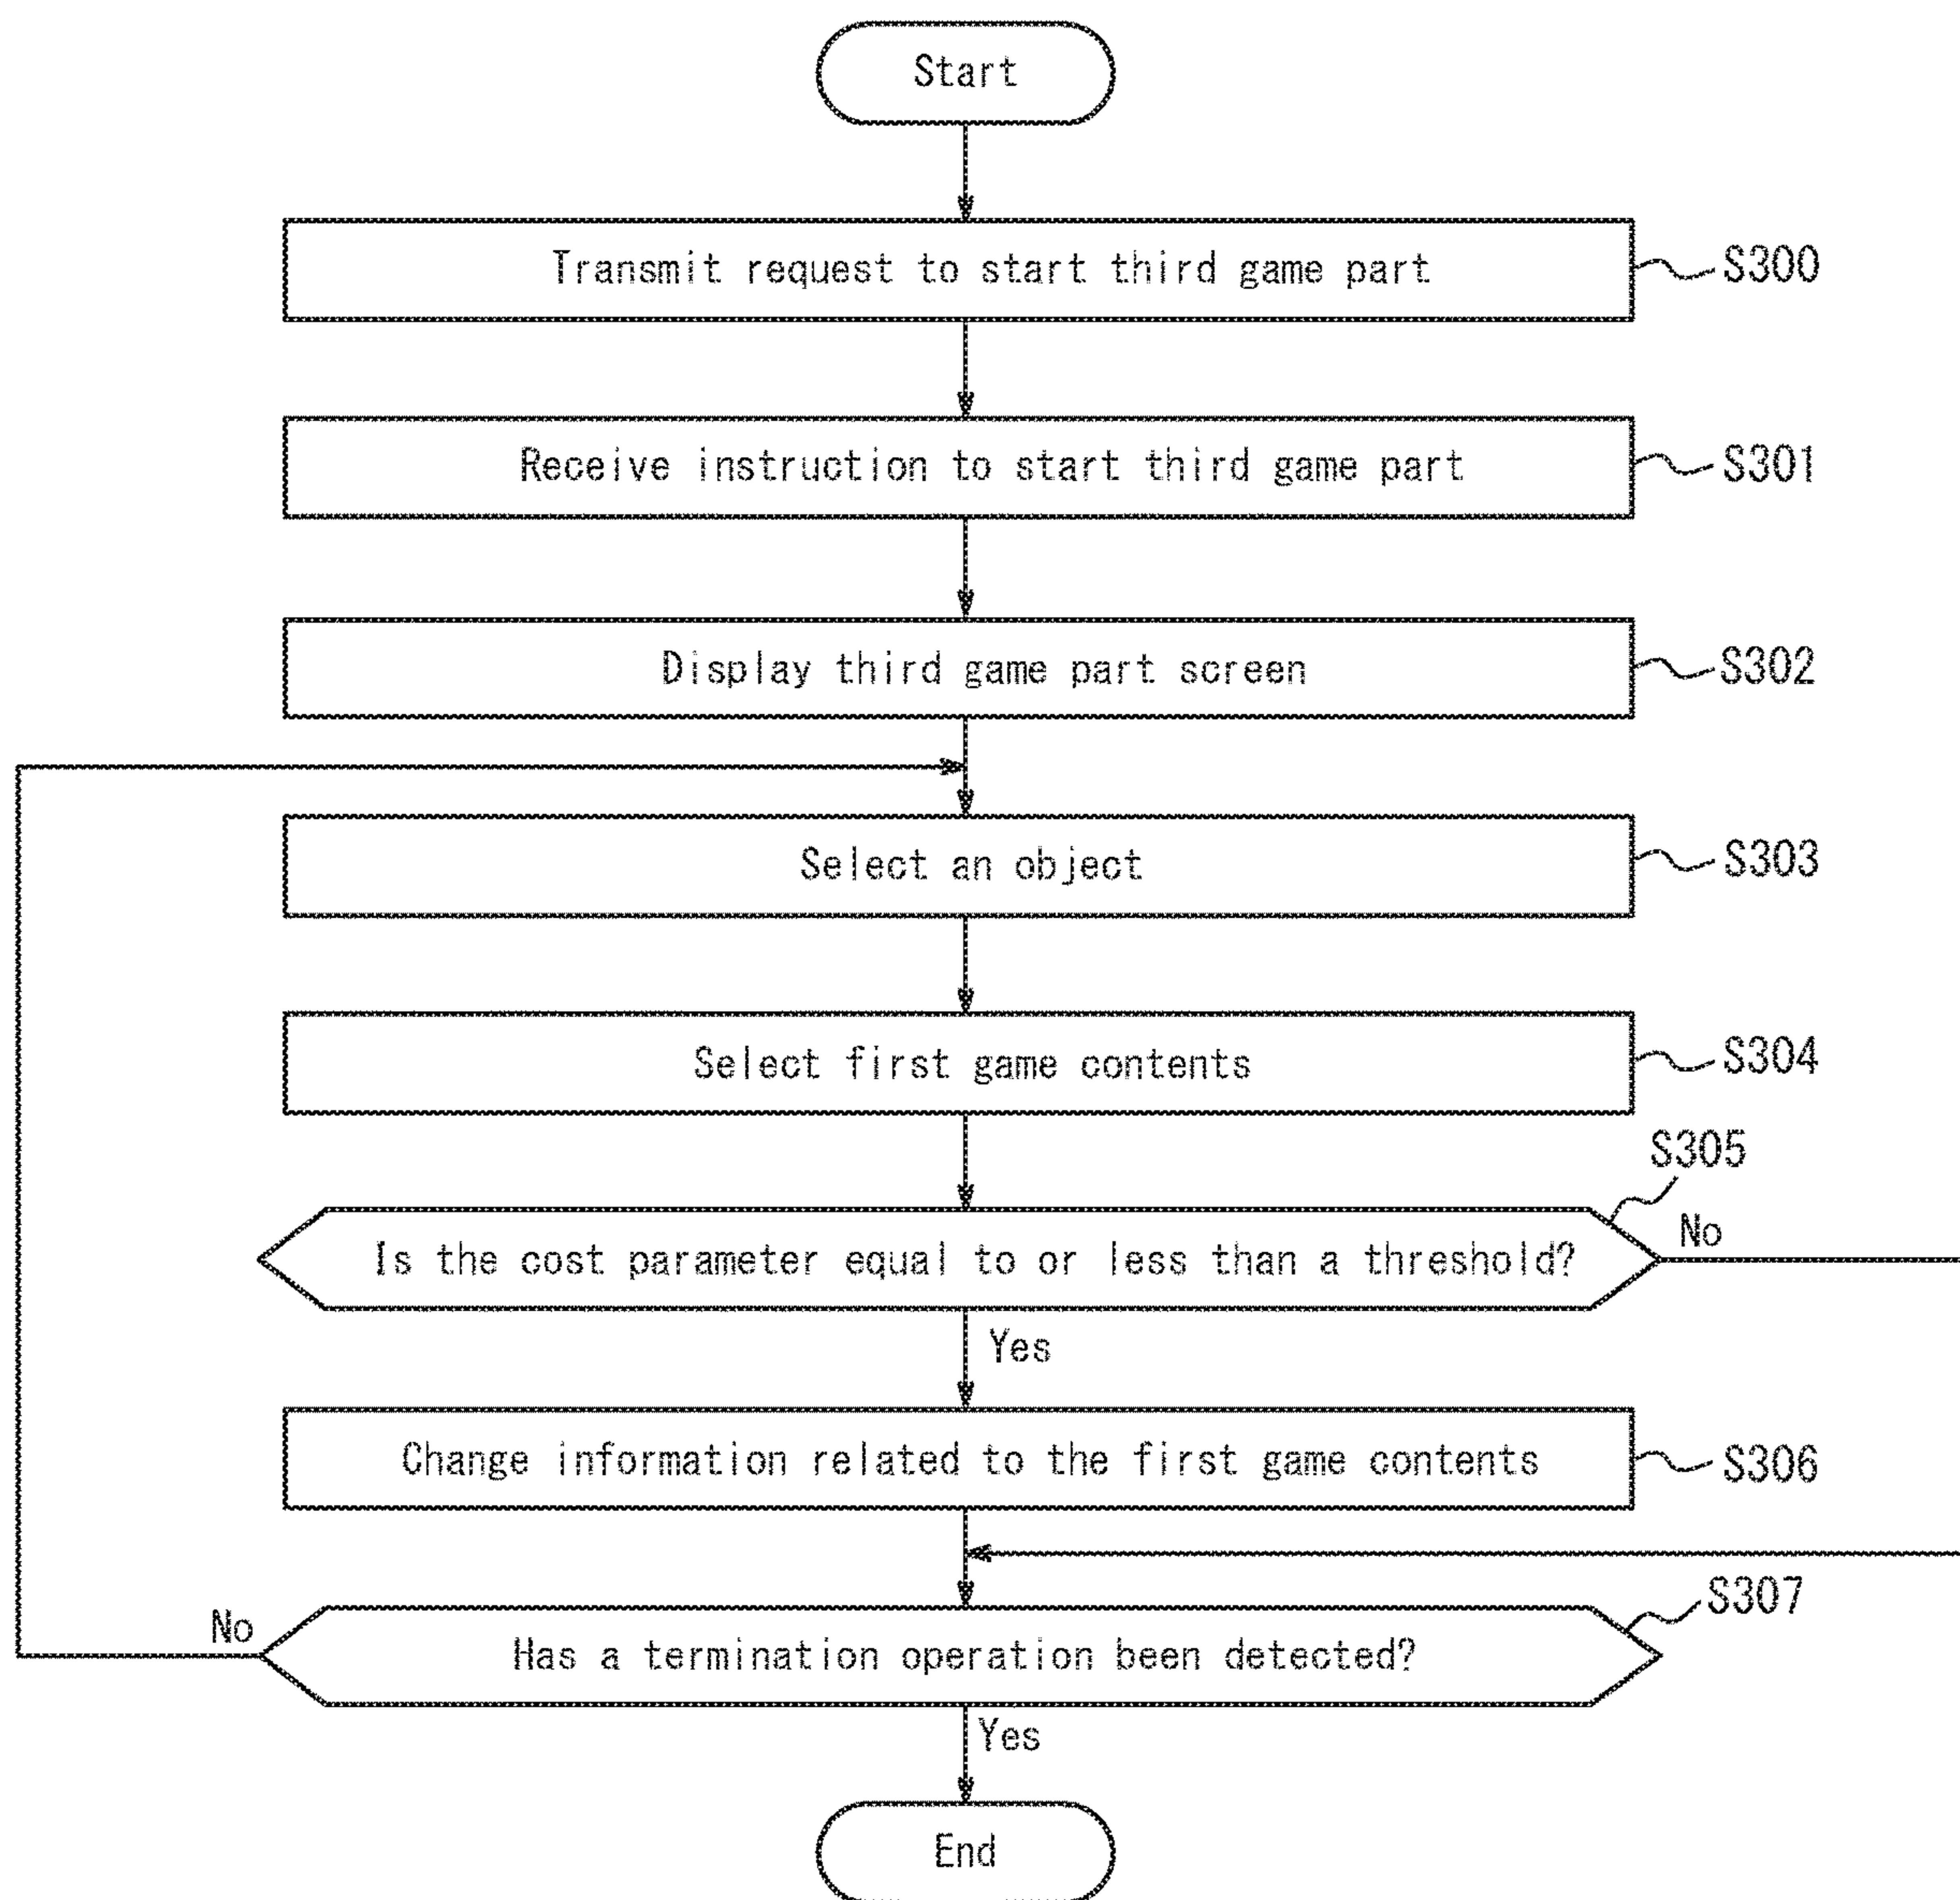 Start
Transmit request to start third game part
S300
Receive instruction to start third game part
S301
Display third game part screen
S302
Select an object
S303
Select first game contents
S304
S305
Is the cost parameter equal to or less than a threshold?
No
Yes
Change information related to the first game contents
S306
S307
No
Has a termination operation been detected?
Yes
End